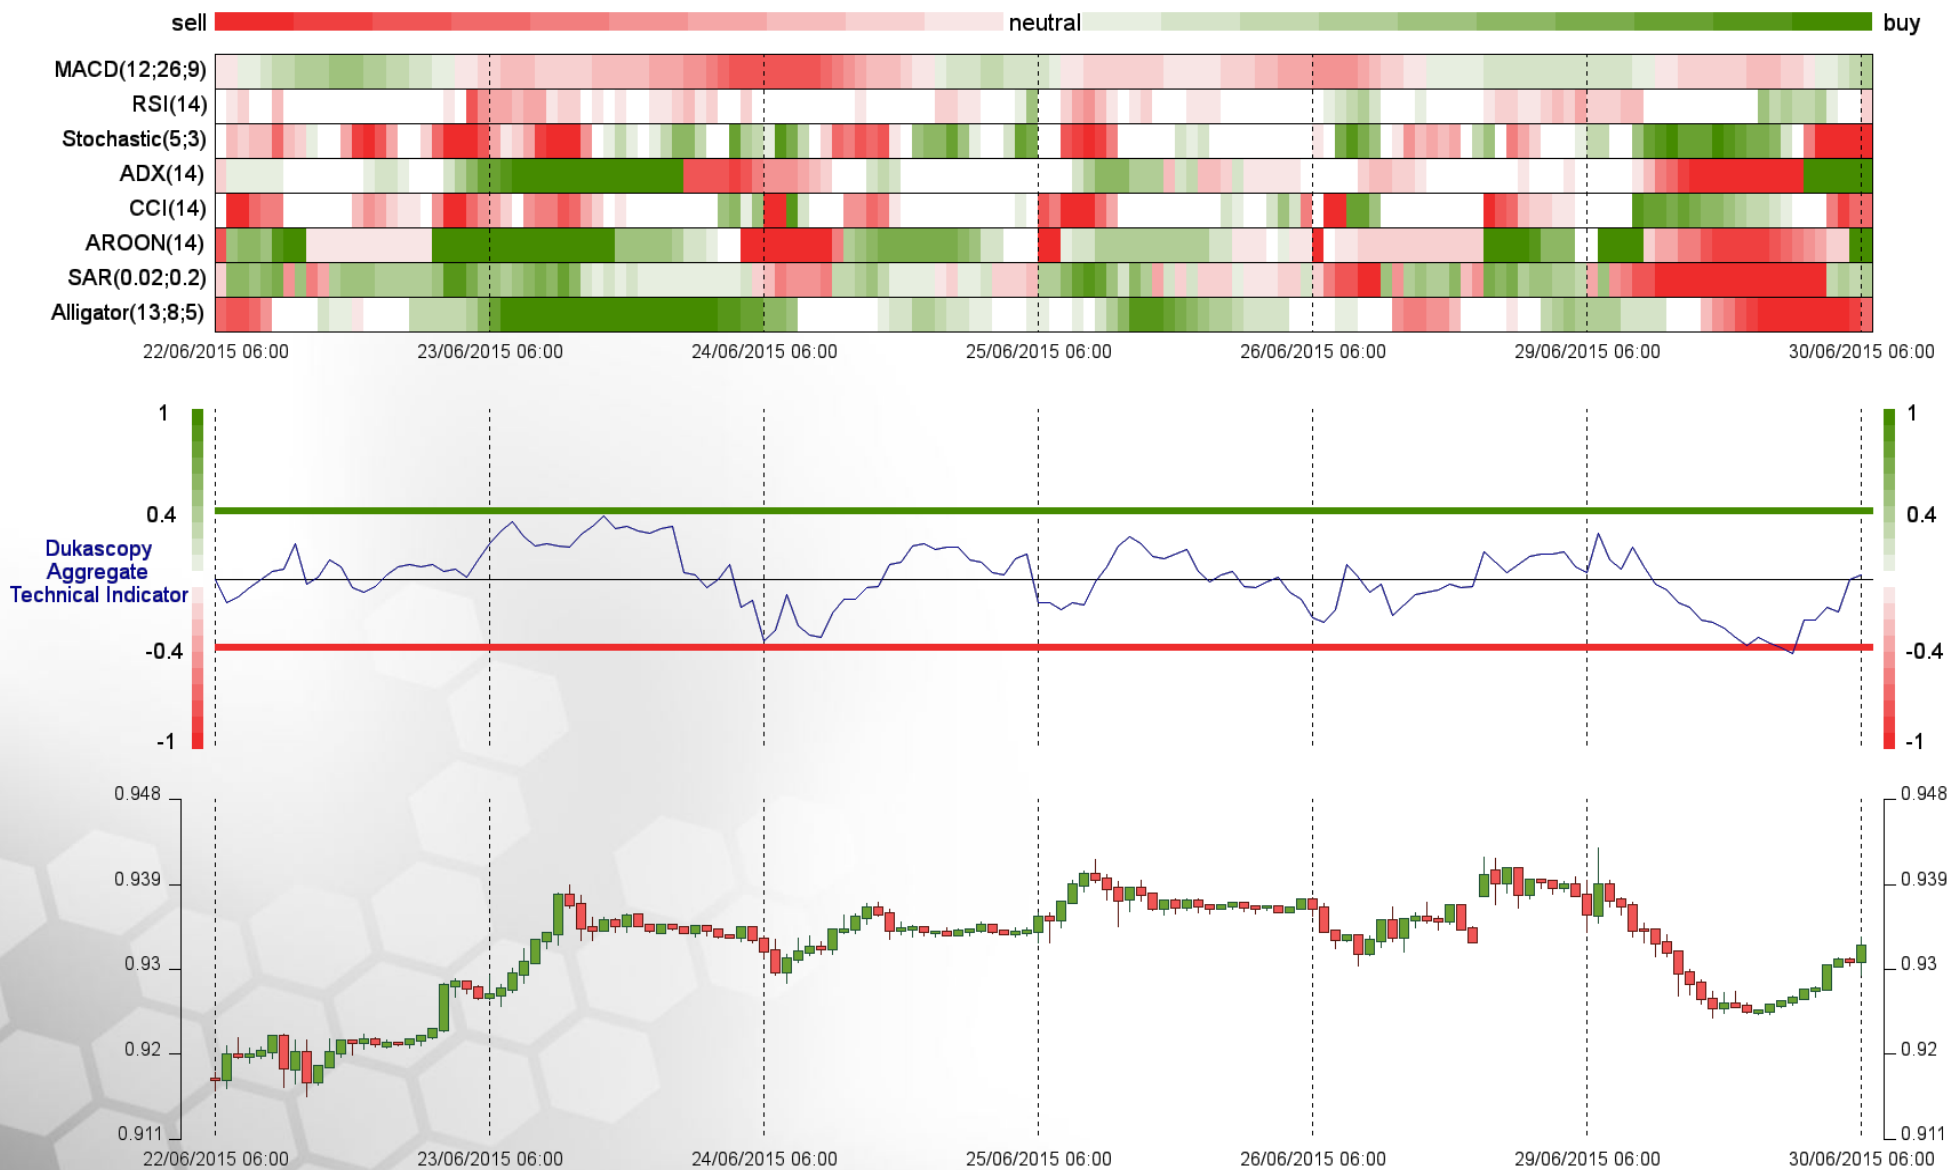 sell neutral buy
MACD(12;26;9)
RSI(14)
Stochastic(5;3)
ADX(14)
CCI(14)
AROON(14)
SAR(0.02;0.2)
Alligator(13;8;5)
22/06/2015 06:00 23/06/2015 06:00 24/06/2015 06:00 25/06/2015 06:00 26/06/2015 06:00 29/06/2015 06:00 30/06/2015 06:00
1 1
0.4 0.4
Dukascopy
Aggregate
Technical Indicator
-0.4 -0.4
-1 -1
0.948 0.948
0.939 0.939
0.93 0.93
0.92 0.92
0.911 0.911
22/06/2015 06:00 23/06/2015 06:00 24/06/2015 06:00 25/06/2015 06:00 26/06/2015 06:00 29/06/2015 06:00 30/06/2015 06:00